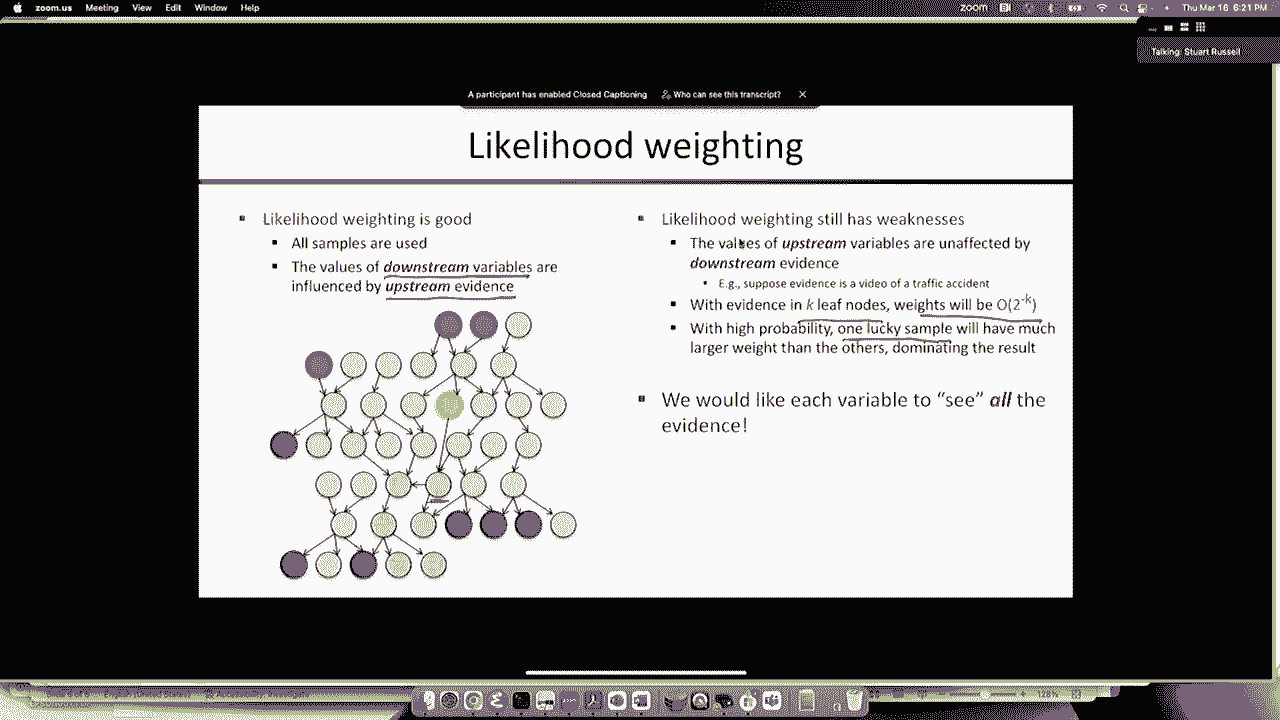 zoom.us Meeting View Edit Window Help
zoom Thu Mar 16 6:21 PM
Talking: Stuart Russell
A participant has enabled Closed Captioning Who can see this transcript?
Likelihood weighting
Likelihood weighting is good
All samples are used
The values of downstream variables are
influenced by upstream evidence
Likelihood weighting still has weaknesses
The values of upstream variables are unaffected by
downstream evidence
E.g., suppose evidence is a video of a traffic accident
With evidence in k leaf nodes, weights will be O(2^-k)
With high probability, one lucky sample will have much
larger weight than the others, dominating the result
We would like each variable to “see” all the
evidence!
128%